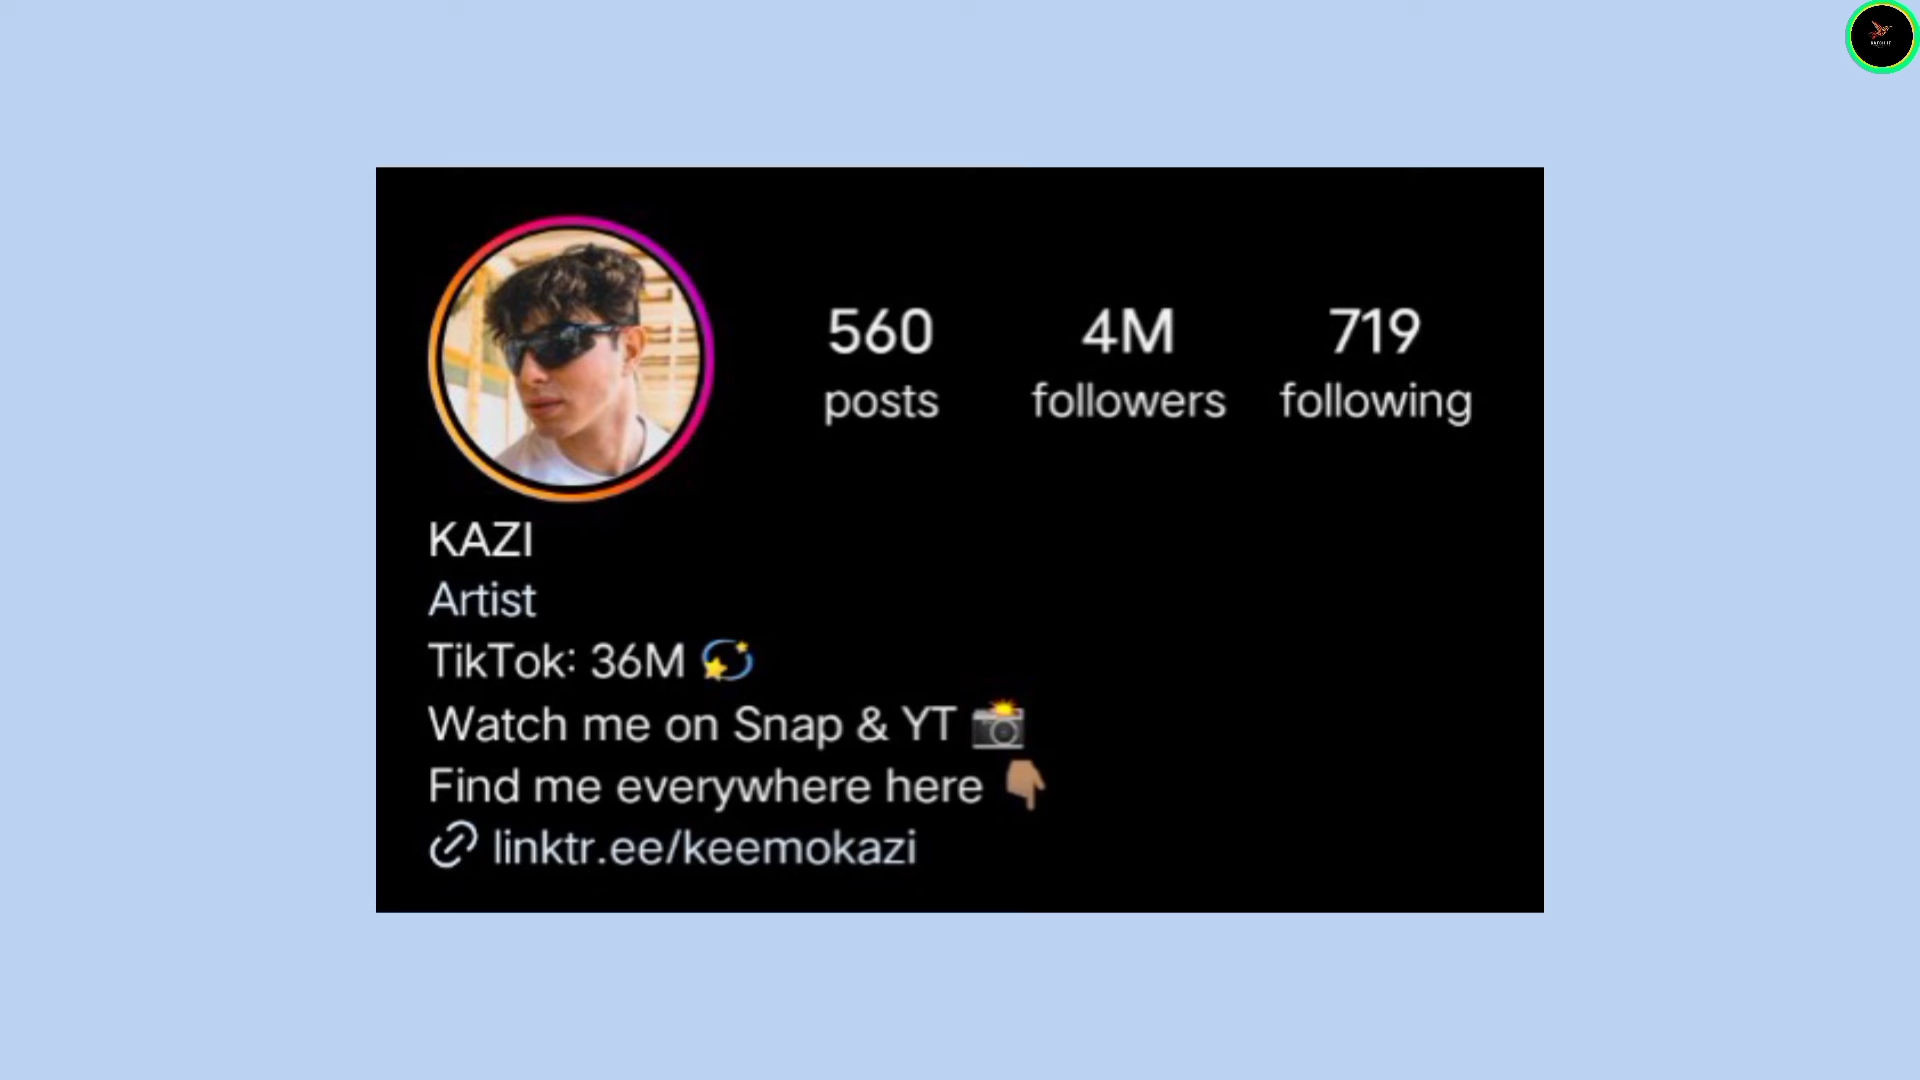 560 4M 719
posts followers following
KAZI
Artist
TikTok: 36M 💫
Watch me on Snap & YT 📸
Find me everywhere here 👇🏽
linktr.ee/keemokazi